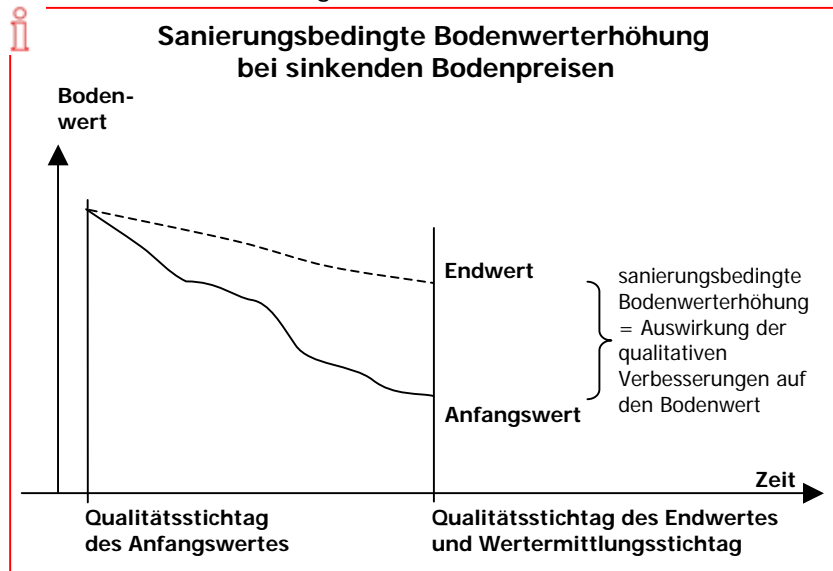 Sanierungsbedingte Bodenwerterhöhung
bei sinkenden Bodenpreisen
Boden-
wert
Endwert
sanierungsbedingte
Bodenwerterhöhung
= Auswirkung der
qualitativen
Verbesserungen auf
den Bodenwert
Anfangswert
Zeit
Qualitätsstichtag
des Anfangswertes
Qualitätsstichtag des Endwertes
und Wertermittlungsstichtag